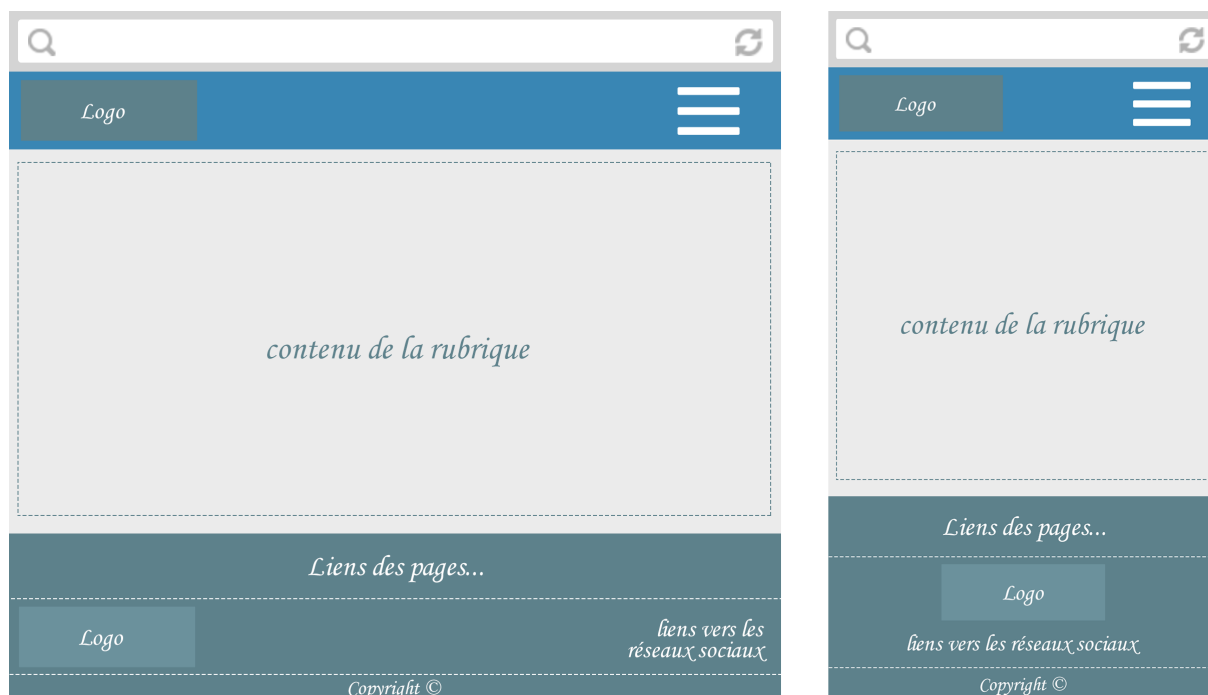 Logo
contenu de la rubrique
Liens des pages...
Logo
liens vers les
réseaux sociaux
Copyright ©
Logo
contenu de la rubrique
Liens des pages...
Logo
liens vers les réseaux sociaux
Copyright ©